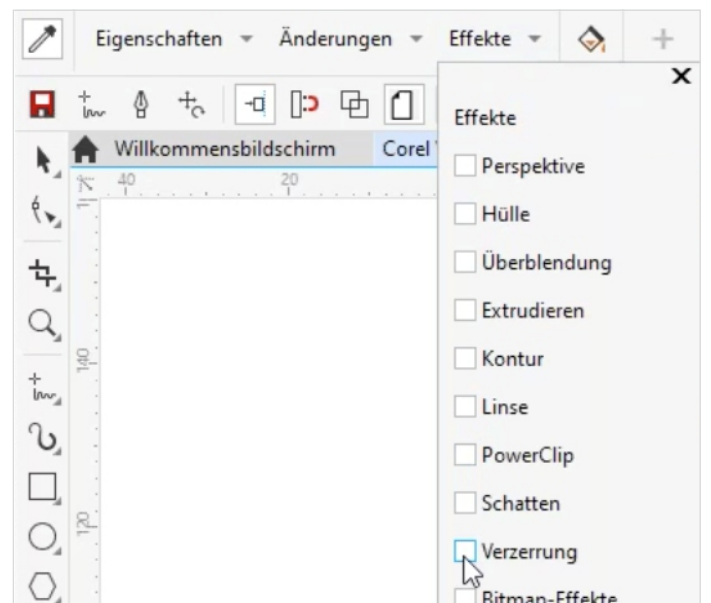 Eigenschaften Änderungen Effekte
Effekte
Willkommensbildschirm Corel
40 20
Perspektive
Hülle
Überblendung
Extrudieren
140
Kontur
Linse
PowerClip
Schatten
120
Verzerrung
Bitmap-Effekte